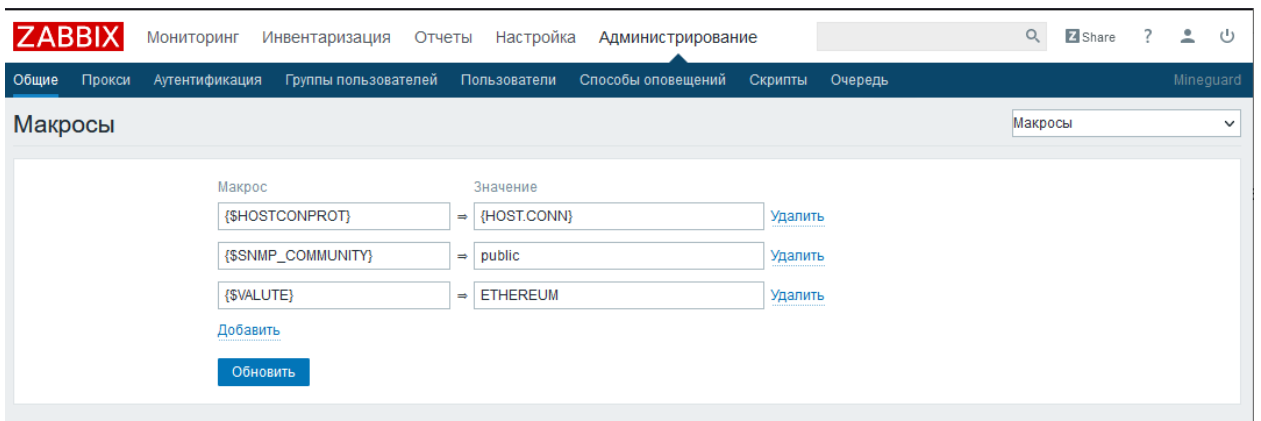 ZABBIX Мониторинг Инвентаризация Отчеты Настройка Администрирование Z Share ?
Общие Прокси Аутентификация Группы пользователей Пользователи Способы оповещений Скрипты Очередь Mineguard
Макросы Макросы
Макрос Значение
{$HOSTCONPROT} ⇒ {HOST.CONN} Удалить
{$SNMP_COMMUNITY} ⇒ public Удалить
{$VALUTE} ⇒ ETHEREUM Удалить
Добавить
Обновить